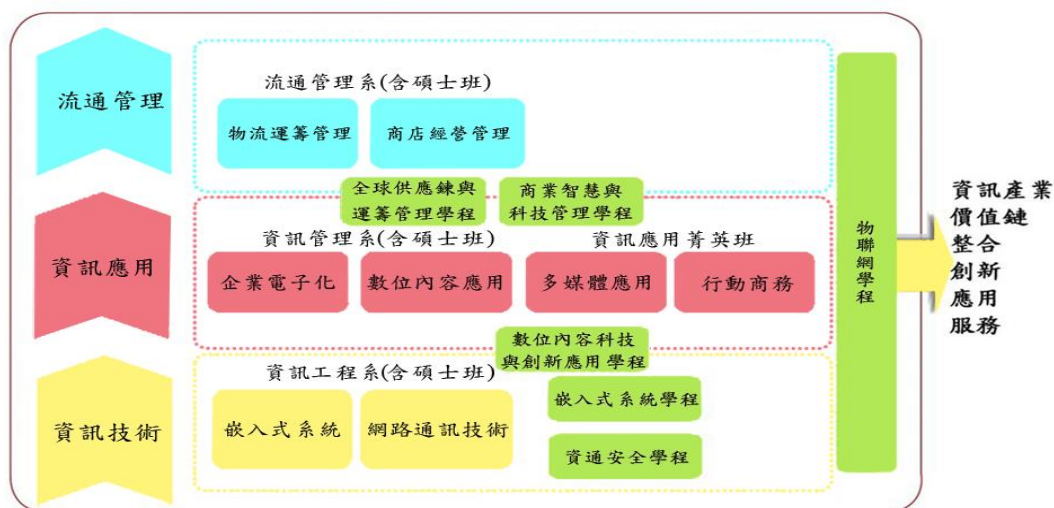 流通管理
流通管理系(含碩士班)
物流運籌管理
商店經營管理
全球供應鍊與
運籌管理學程
商業智慧與
科技管理學程
資訊應用
資訊管理系(含碩士班)
資訊應用菁英班
企業電子化
數位內容應用
多媒體應用
行動商務
數位內容科技
與創新應用學程
資訊技術
資訊工程系(含碩士班)
嵌入式系統
網路通訊技術
嵌入式系統學程
資通安全學程
物聯網學程
資訊產業
價值鏈
整合
創新
應用
服務